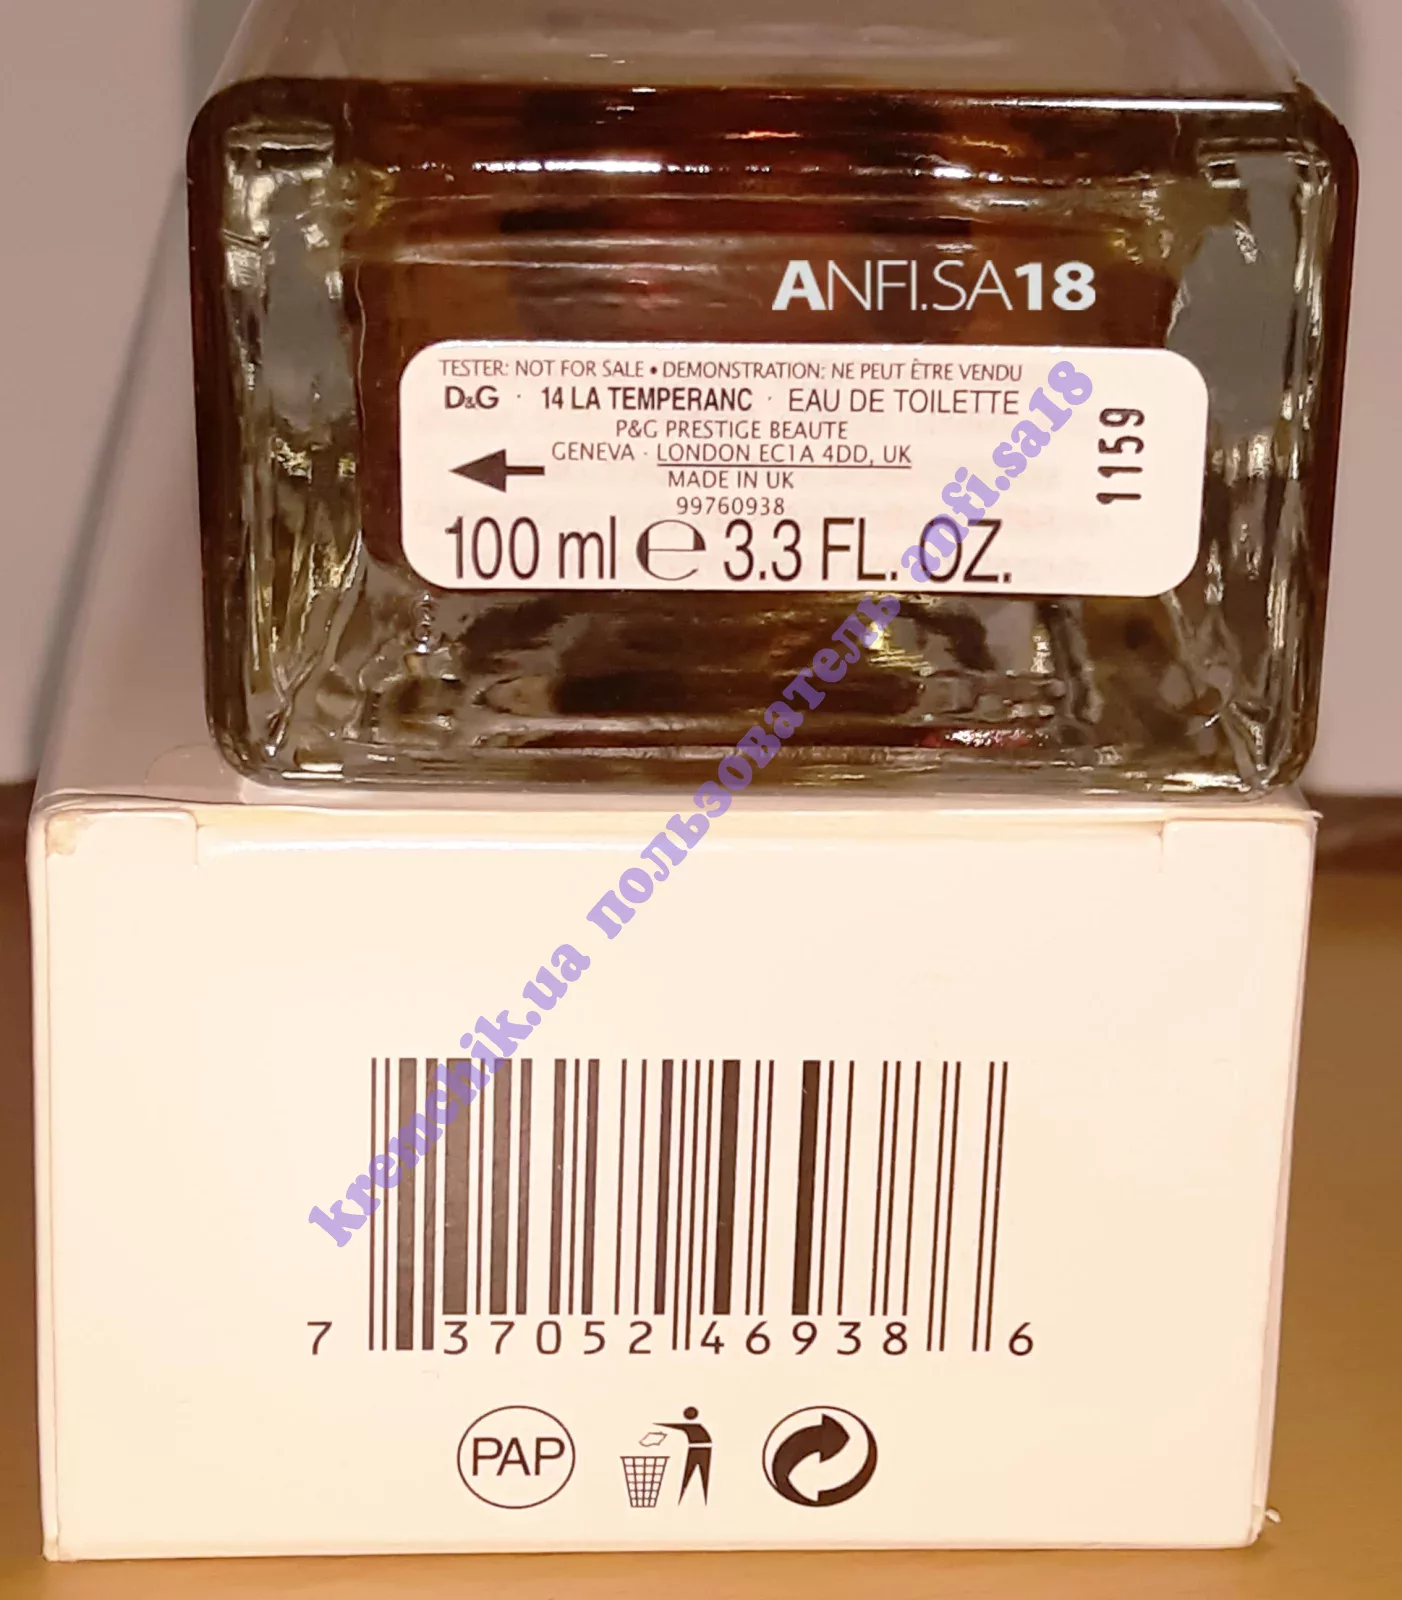 ANFI.SA18
TESTER: NOT FOR SALE • DEMONSTRATION: NE PEUT ÊTRE VENDU
D&G · 14 LA TEMPERANC · EAU DE TOILETTE
P&G PRESTIGE BEAUTE
GENEVA · LONDON EC1A 4DD, UK
MADE IN UK
99760938
100 ml e 3.3 FL. OZ.
1159
kremchik.ua пользователь anfi.sa18
7 37052 46938 6
PAP